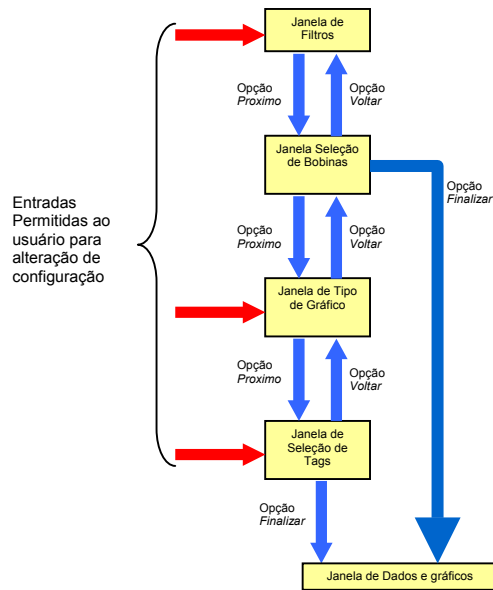 Janela de
Filtros
Opção
Proximo
Opção
Voltar
Janela Seleção
de Bobinas
Opção
Finalizar
Entradas
Permitidas ao
usuário para
alteração de
configuração
Opção
Proximo
Opção
Voltar
Janela de Tipo
de Gráfico
Opção
Proximo
Opção
Voltar
Janela de
Seleção de
Tags
Opção
Finalizar
Janela de Dados e gráficos